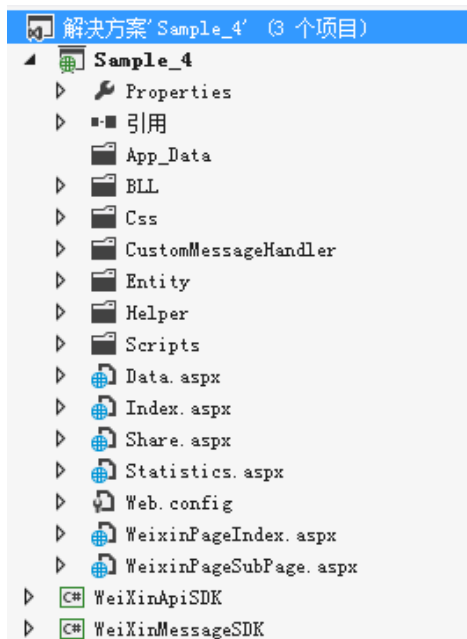 解决方案'Sample_4' (3 个项目)
Sample_4
Properties
引用
App_Data
BLL
Css
CustomMessageHandler
Entity
Helper
Scripts
Data.aspx
Index.aspx
Share.aspx
Statistics.aspx
Web.config
WeixinPageIndex.aspx
WeixinPageSubPage.aspx
C# WeiXinApiSDK
C# WeiXinMessageSDK